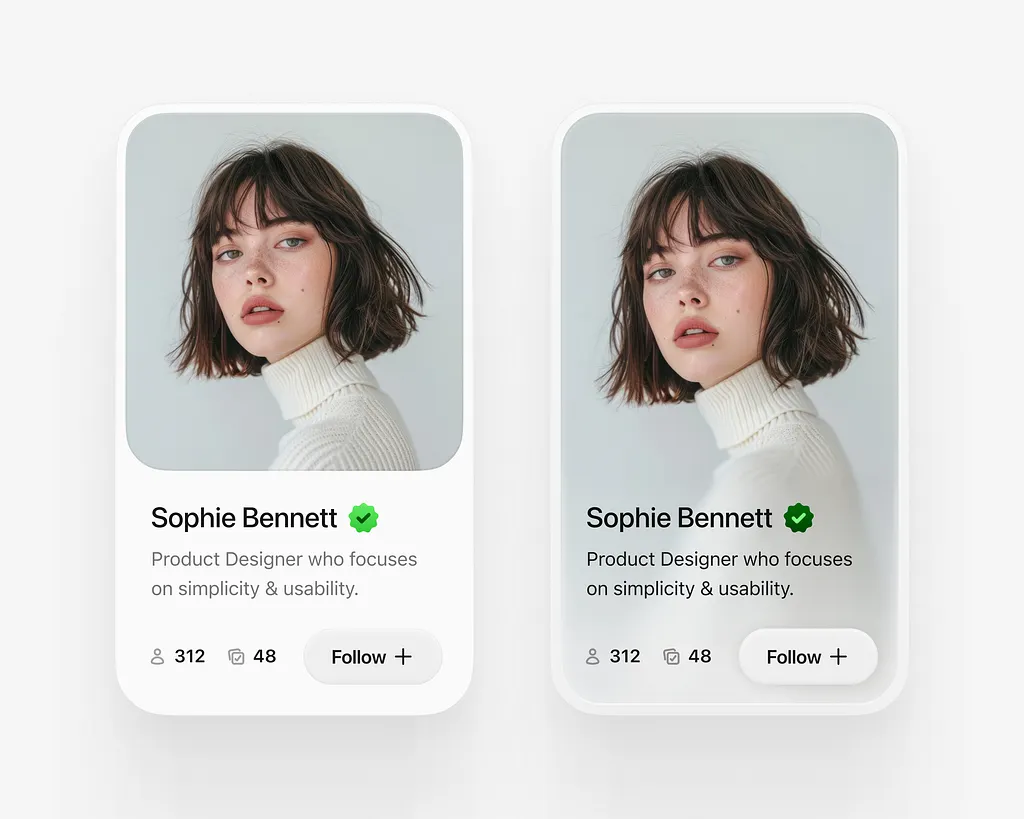 Sophie Bennett
Product Designer who focuses
on simplicity & usability.
312 48 Follow
Sophie Bennett
Product Designer who focuses
on simplicity & usability.
312 48 Follow